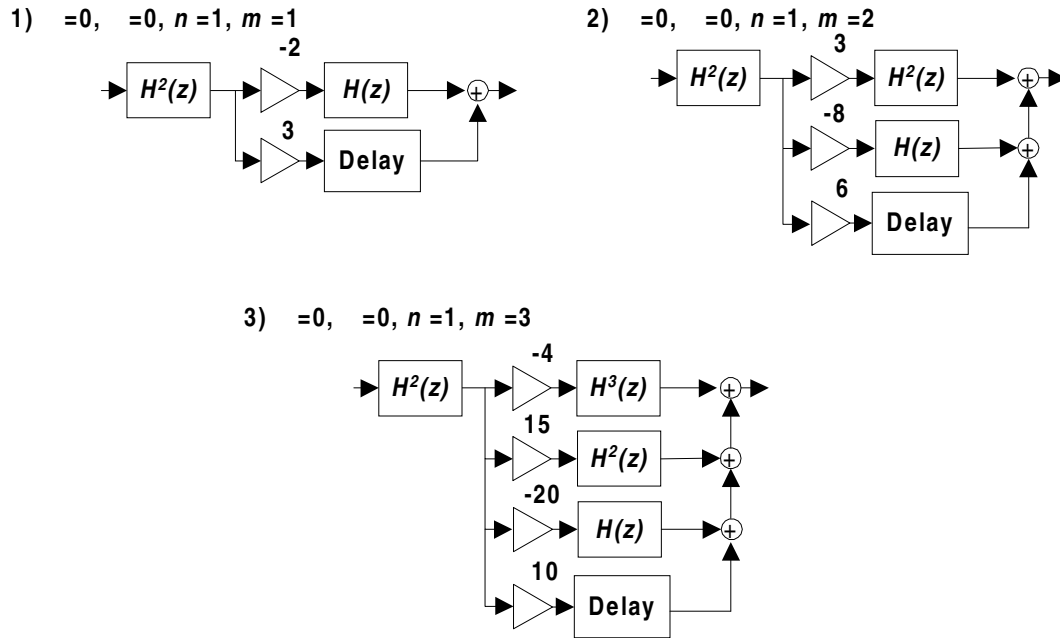 1) =0, =0, n =1, m =1
-2
H²(z)
H(z)
+
3
Delay
2) =0, =0, n =1, m =2
3
H²(z)
H²(z)
+
-8
H(z)
+
6
Delay
3) =0, =0, n =1, m =3
-4
H²(z)
H³(z)
+
15
H²(z)
+
-20
H(z)
+
10
Delay